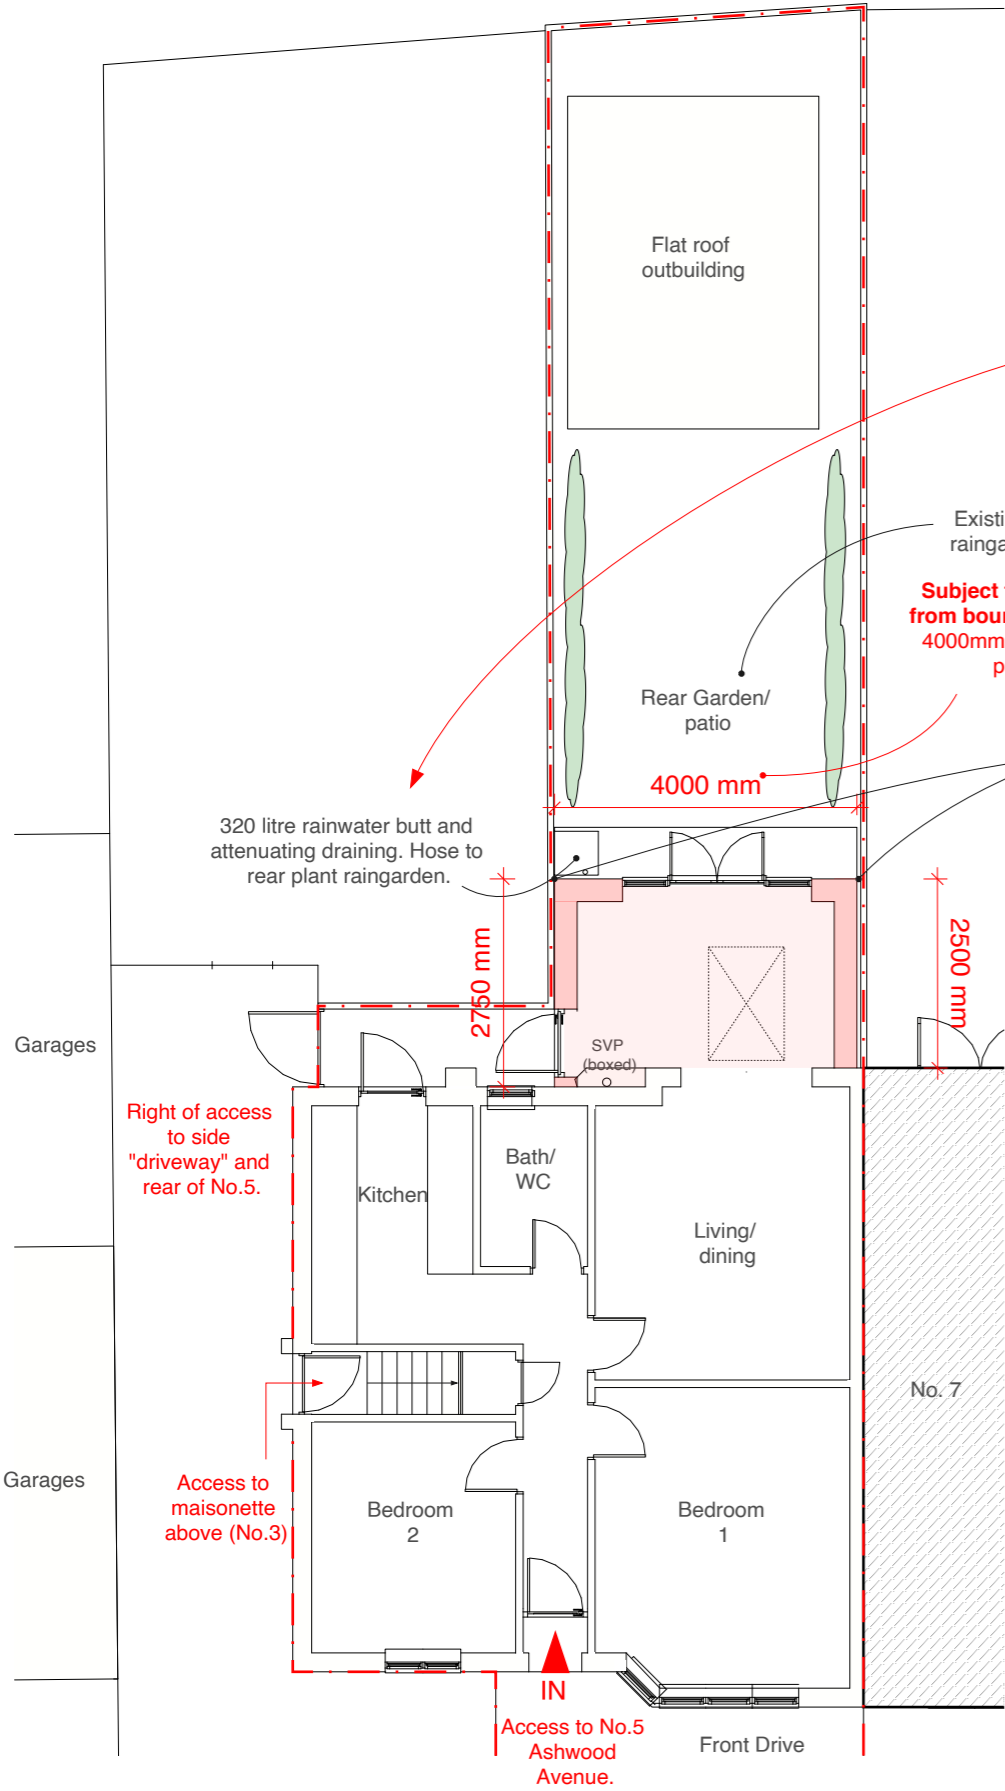 Flat roof
outbuilding
Existi
rainga
Subject
from bour
4000mm
p
Rear Garden/
patio
4000 mm
320 litre rainwater butt and
attenuating draining. Hose to
rear plant raingarden.
2750 mm
2500 mm
SVP
(boxed)
Garages
Right of access
to side
"driveway" and
rear of No.5.
Kitchen
Bath/
WC
Living/
dining
No. 7
Garages
Access to
maisonette
above (No.3)
Bedroom
2
Bedroom
1
IN
Access to No.5
Ashwood
Avenue.
Front Drive